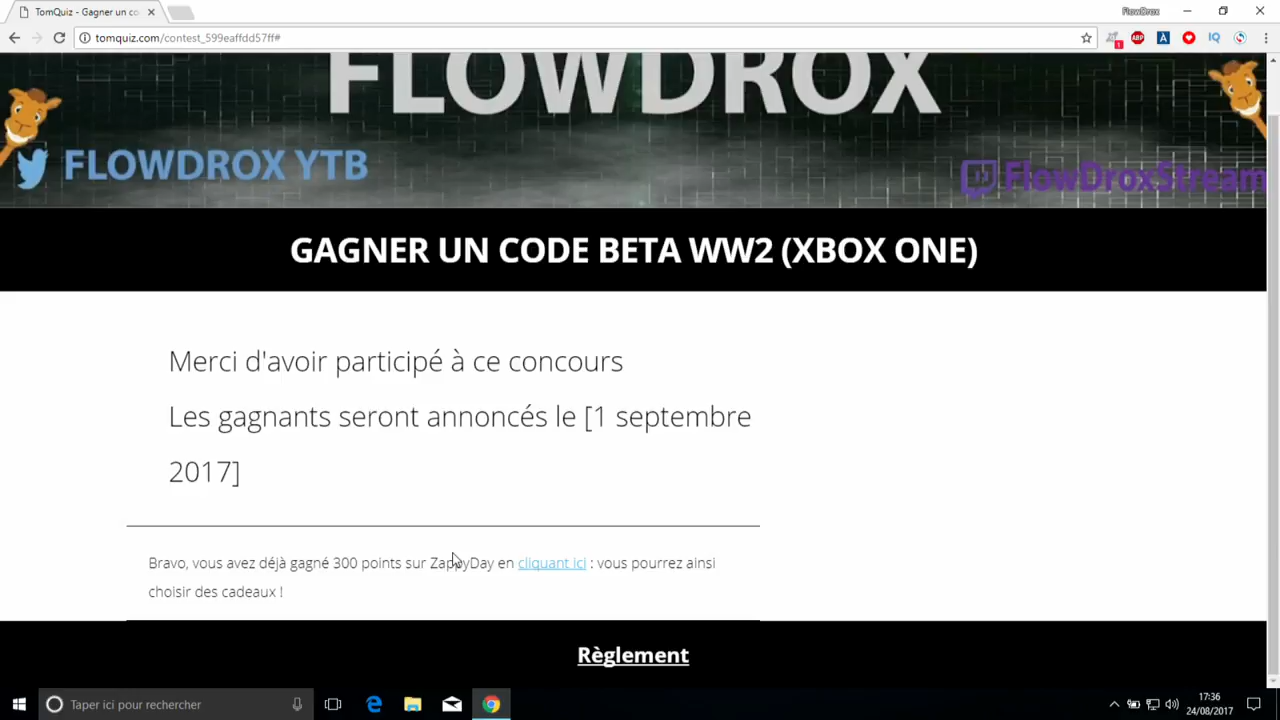 TomQuiz - Gagner un co
FlowDrox
tomquiz.com/contest_599eaffdd57ff#
1
ABP
A
IQ
FLOWDROX
FLOWDROX YTB
FlowDroxStream
GAGNER UN CODE BETA WW2 (XBOX ONE)
Merci d'avoir participé à ce concours
Les gagnants seront annoncés le [1 septembre
2017]
Bravo, vous avez déjà gagné 300 points sur ZappyDay en cliquant ici : vous pourrez ainsi
choisir des cadeaux !
Règlement
Taper ici pour rechercher
17:36
24/08/2017